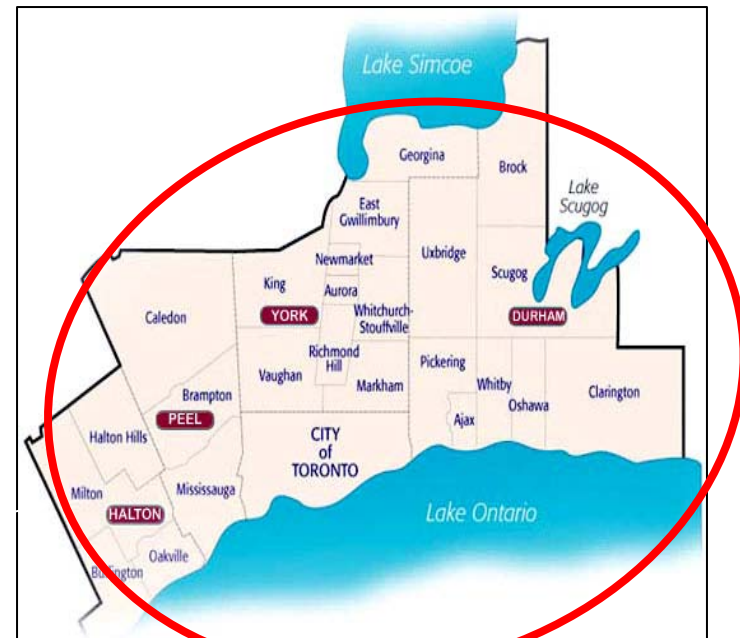 Lake Simcoe
Georgina
Brock
Lake
Scugog
East
Gwillimbury
Uxbridge
Newmarket
Scugog
King
Aurora
YORK
Whitchurch-
Stouffville
DURHAM
Caledon
Richmond
Hill
Vaughan
Markham
Pickering
Whitby
Oshawa
Clarington
Ajax
Brampton
PEEL
Halton Hills
CITY
of
TORONTO
Milton
Mississauga
HALTON
Lake Ontario
Oakville
Burlington